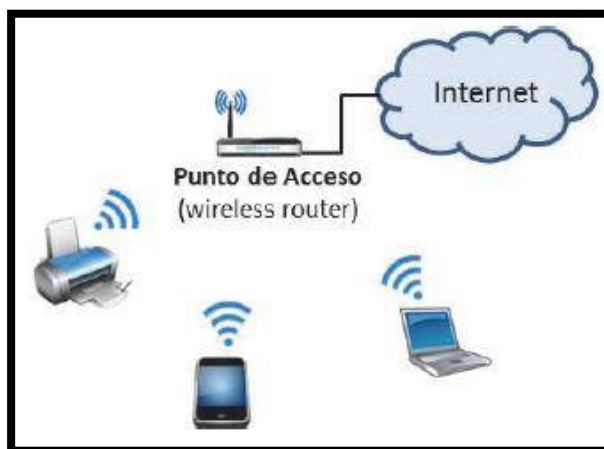 Internet
Punto de Acceso
(wireless router)